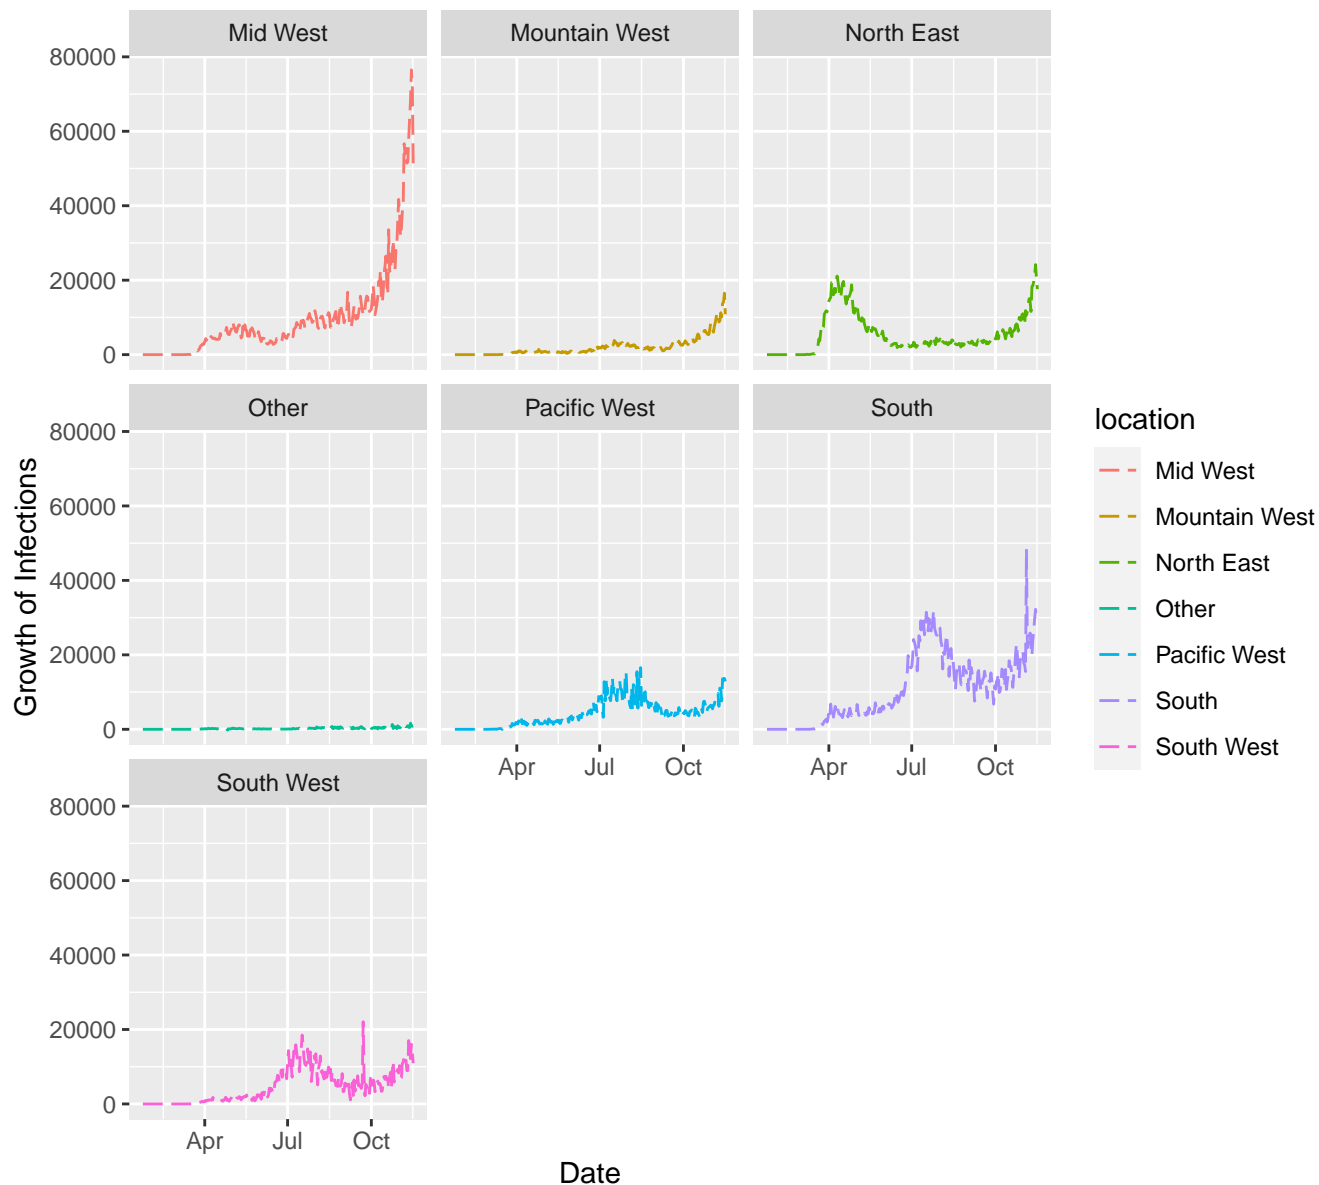 Mid West
Mountain West
North East
80000
60000
40000
20000
0
Other
Pacific West
South
80000
60000
40000
20000
0
Apr
Jul
Oct
Apr
Jul
Oct
South West
80000
60000
40000
20000
0
Apr
Jul
Oct
Date
Growth of Infections
location
Mid West
Mountain West
North East
Other
Pacific West
South
South West